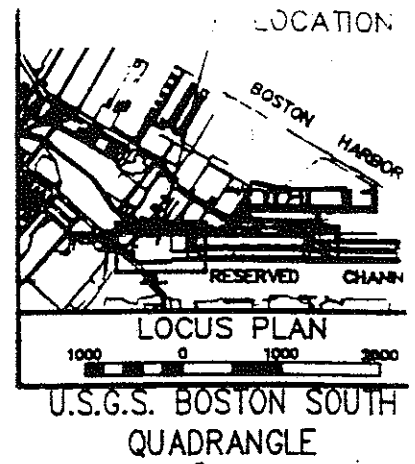 LOCATION
BOSTON HARBOR
RESERVED CHANN
LOCUS PLAN
1000 0 1000 2000
U.S.G.S. BOSTON SOUTH
QUADRANGLE